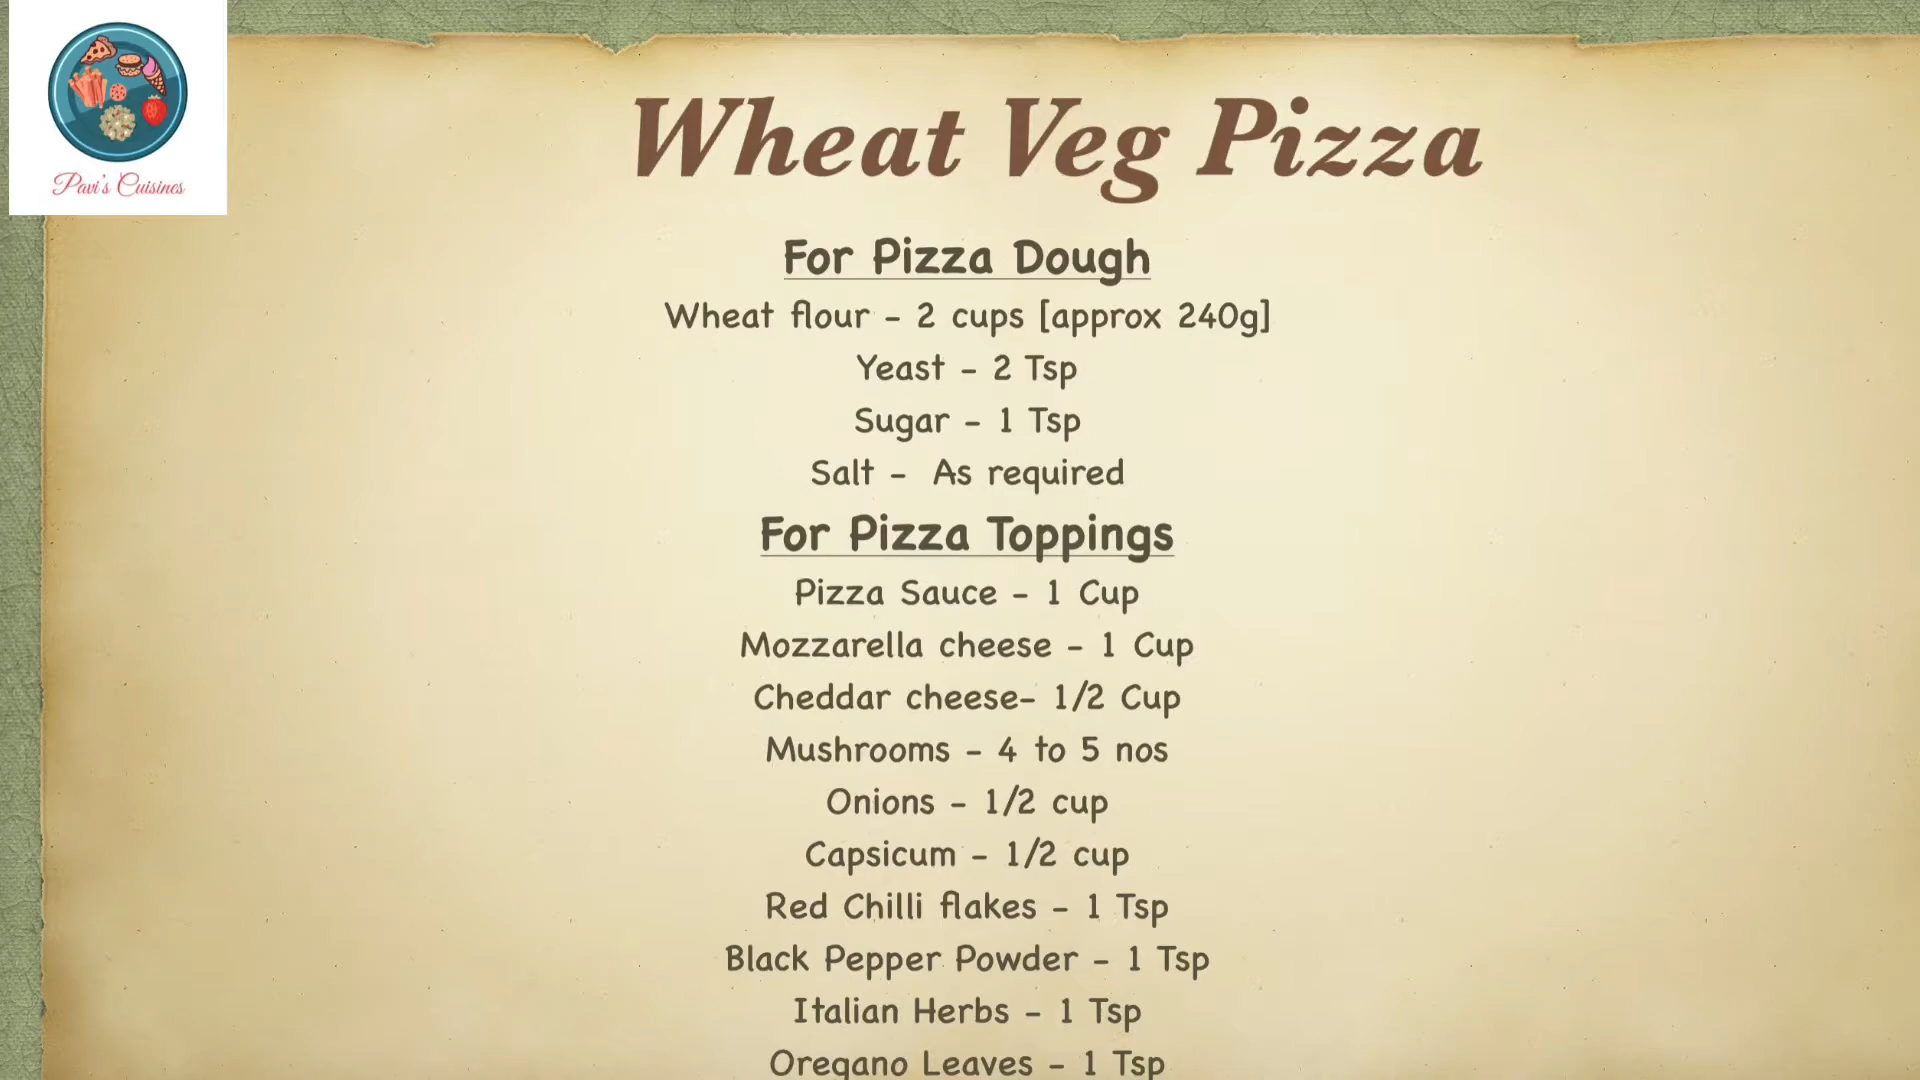 Pavi's Cuisines
Wheat Veg Pizza
For Pizza Dough
Wheat flour - 2 cups [approx 240g]
Yeast - 2 Tsp
Sugar - 1 Tsp
Salt - As required
For Pizza Toppings
Pizza Sauce - 1 Cup
Mozzarella cheese - 1 Cup
Cheddar cheese- 1/2 Cup
Mushrooms - 4 to 5 nos
Onions - 1/2 cup
Capsicum - 1/2 cup
Red Chilli flakes - 1 Tsp
Black Pepper Powder - 1 Tsp
Italian Herbs - 1 Tsp
Oregano Leaves - 1 Tsp